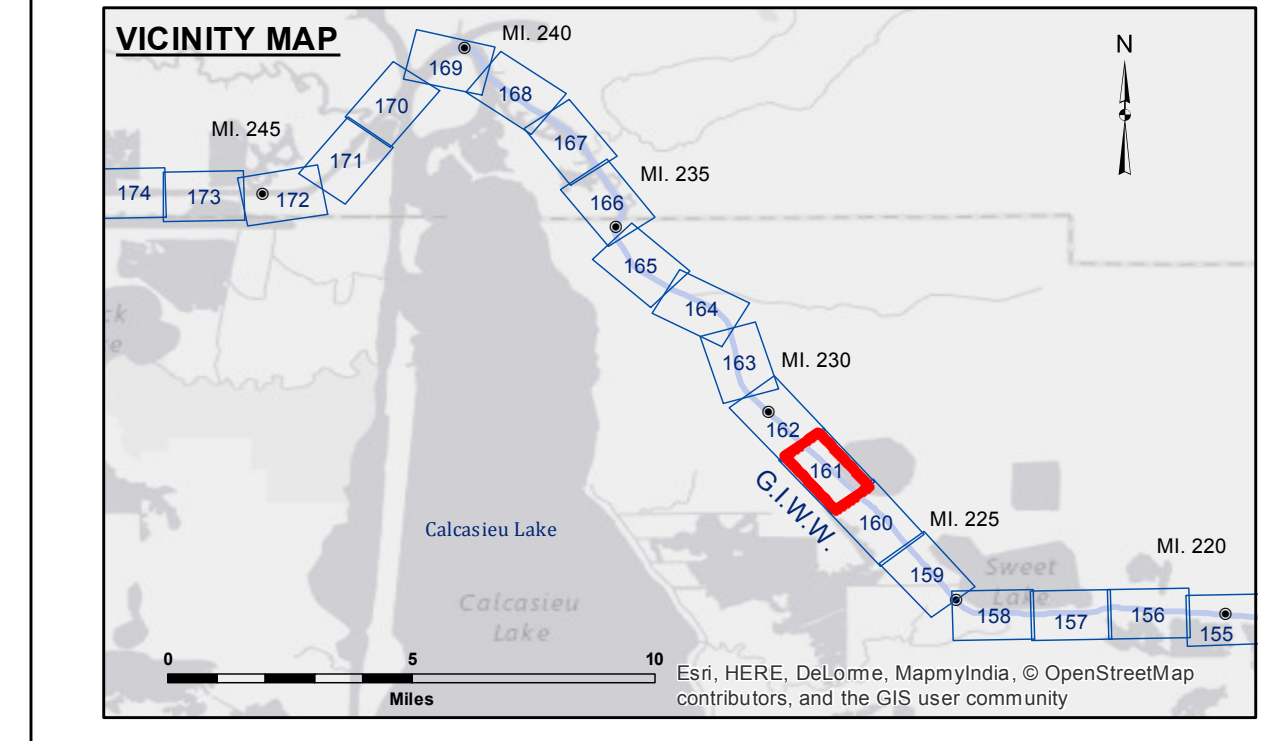 VICINITY MAP
MI. 240
N
169
168
170
MI. 245
167
171
MI. 235
174
173
172
166
165
164
ck
e
163
MI. 230
162
161
G.I.W.W.
160
MI. 225
Calcasieu Lake
MI. 220
159
Sweet
Lake
Calcasieu
Lake
158
157
156
155
0
5
10
Miles
Esri, HERE, DeLorme, MapmyIndia, © OpenStreetMap
contributors, and the GIS user community